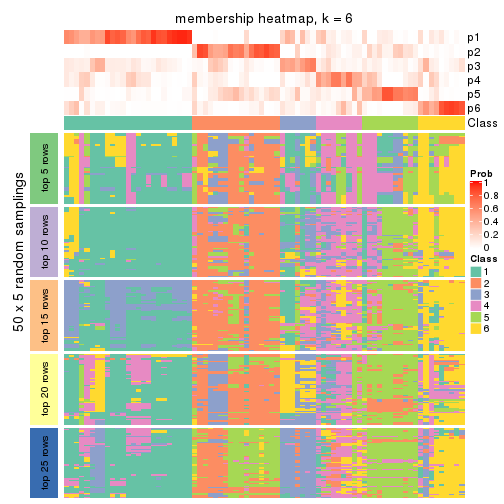 membership heatmap, k = 6
p1
p2
p3
p4
p5
p6
Class
50 x 5 random samplings
top 5 rows
top 10 rows
top 15 rows
top 20 rows
top 25 rows
Prob
1
0.8
0.6
0.4
0.2
0
Class
1
2
3
4
5
6